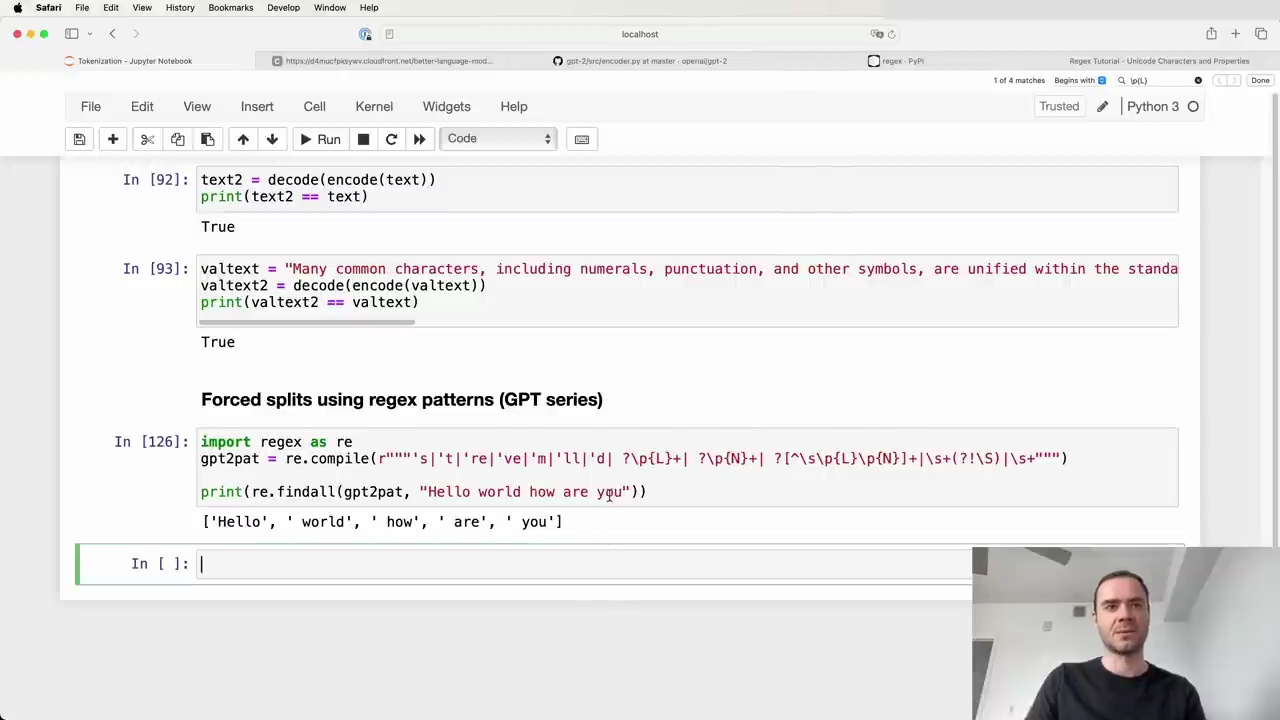 Safari File Edit View History Bookmarks Develop Window Help
localhost
Tokenization - Jupyter Notebook
https://d4mucfpksywv.cloudfront.net/better-language-mod...
gpt-2/src/encoder.py at master · openai/gpt-2
regex · PyPI
Regex Tutorial - Unicode Characters and Properties
1 of 4 matches Begins with \p{L} Done
File Edit View Insert Cell Kernel Widgets Help Trusted Python 3
Run Code
In [92]: text2 = decode(encode(text))
print(text2 == text)
True
In [93]: valtext = "Many common characters, including numerals, punctuation, and other symbols, are unified within the standa
valtext2 = decode(encode(valtext))
print(valtext2 == valtext)
True
Forced splits using regex patterns (GPT series)
In [126]: import regex as re
gpt2pat = re.compile(r"""'s|'t|'re|'ve|'m|'ll|'d| ?\p{L}+| ?\p{N}+| ?[^\s\p{L}\p{N}]+|\s+(?!\S)|\s+""")
print(re.findall(gpt2pat, "Hello world how are you"))
['Hello', ' world', ' how', ' are', ' you']
In [ ]: